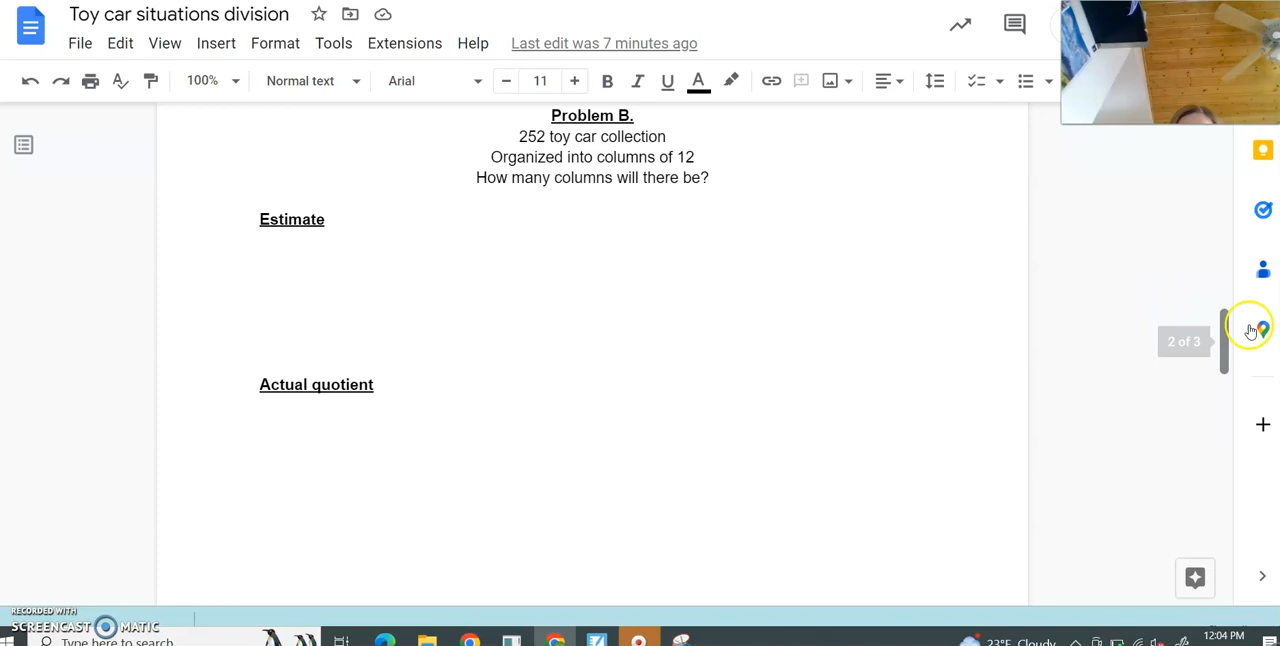 Toy car situations division
File Edit View Insert Format Tools Extensions Help Last edit was 7 minutes ago
100% Normal text Arial 11 B I U A
Problem B.
252 toy car collection
Organized into columns of 12
How many columns will there be?
Estimate
2 of 3
Actual quotient
RECORDED WITH
SCREENCAST MATIC
Type here to search
23°F Cloudy
12:04 PM